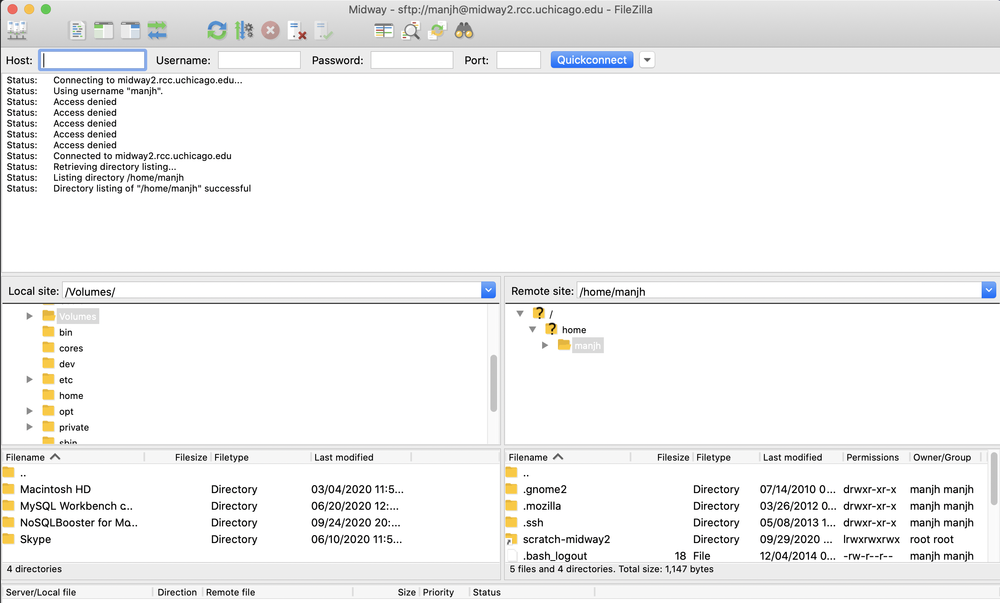 Midway - sftp://manjh@midway2.rcc.uchicago.edu - FileZilla
Host: Username: Password: Port: Quickconnect
Status: Connecting to midway2.rcc.uchicago.edu...
Status: Using username "manjh".
Status: Access denied
Status: Access denied
Status: Access denied
Status: Access denied
Status: Access denied
Status: Connected to midway2.rcc.uchicago.edu
Status: Retrieving directory listing...
Status: Listing directory /home/manjh
Status: Directory listing of "/home/manjh" successful
Local site: /Volumes/
Volumes
bin
cores
dev
etc
home
opt
private
sbin
Remote site: /home/manjh
? /
? home
manjh
Filename Filesize Filetype Last modified
..
Macintosh HD Directory 03/04/2020 11:5...
MySQL Workbench c... Directory 06/20/2020 12:...
NoSQLBooster for Mo... Directory 09/24/2020 20:...
Skype Directory 06/10/2020 11:5...
4 directories
Filename Filesize Filetype Last modified Permissions Owner/Group
..
.gnome2 Directory 07/14/2010 0... drwxr-xr-x manjh manjh
.mozilla Directory 03/26/2012 0... drwxr-xr-x manjh manjh
.ssh Directory 05/08/2013 1... drwxr-xr-x manjh manjh
scratch-midway2 Directory 09/29/2020 ... lrwxrwxrwx root root
.bash_logout 18 File 12/04/2014 0... -rw-r--r-- manjh manjh
5 files and 4 directories. Total size: 1,147 bytes
Server/Local file Direction Remote file Size Priority Status